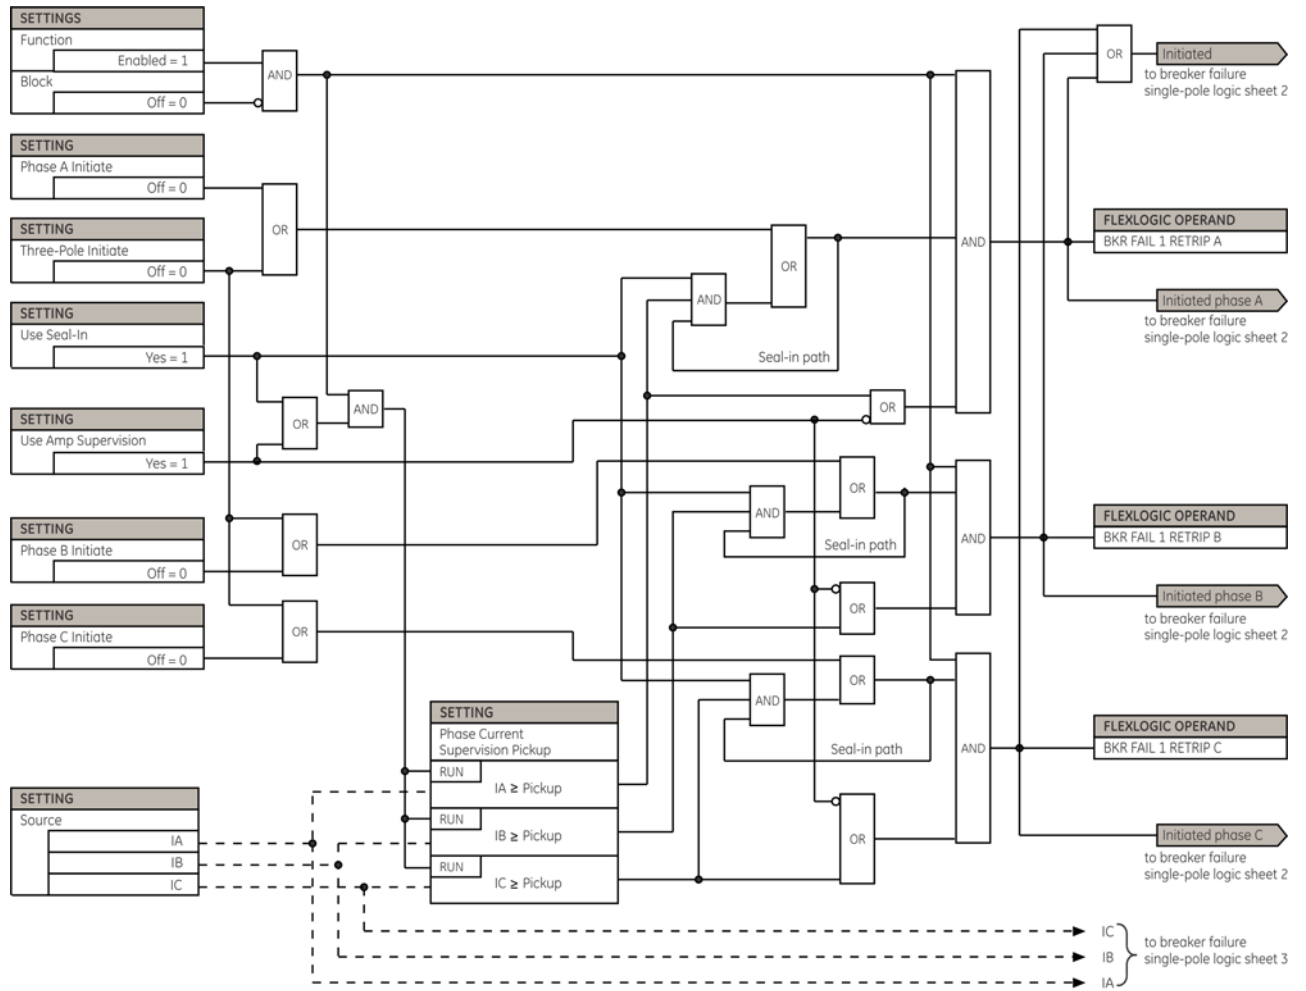 SETTINGS
Function
Enabled = 1
Block
Off = 0
AND
OR
Initiated
to breaker failure
single-pole logic sheet 2
SETTING
Phase A Initiate
Off = 0
SETTING
Three-Pole Initiate
Off = 0
OR
OR
AND
AND
Seal-in path
FLEXLOGIC OPERAND
BKR FAIL 1 RETRIP A
Initiated phase A
to breaker failure
single-pole logic sheet 2
SETTING
Use Seal-In
Yes = 1
SETTING
Use Amp Supervision
Yes = 1
OR
AND
OR
SETTING
Phase B Initiate
Off = 0
OR
OR
AND
Seal-in path
OR
AND
FLEXLOGIC OPERAND
BKR FAIL 1 RETRIP B
Initiated phase B
to breaker failure
single-pole logic sheet 2
SETTING
Phase C Initiate
Off = 0
OR
OR
AND
Seal-in path
OR
AND
FLEXLOGIC OPERAND
BKR FAIL 1 RETRIP C
Initiated phase C
to breaker failure
single-pole logic sheet 2
SETTING
Phase Current
Supervision Pickup
RUN
IA ≥ Pickup
RUN
IB ≥ Pickup
RUN
IC ≥ Pickup
SETTING
Source
IA
IB
IC
IC
IB
IA
to breaker failure
single-pole logic sheet 3